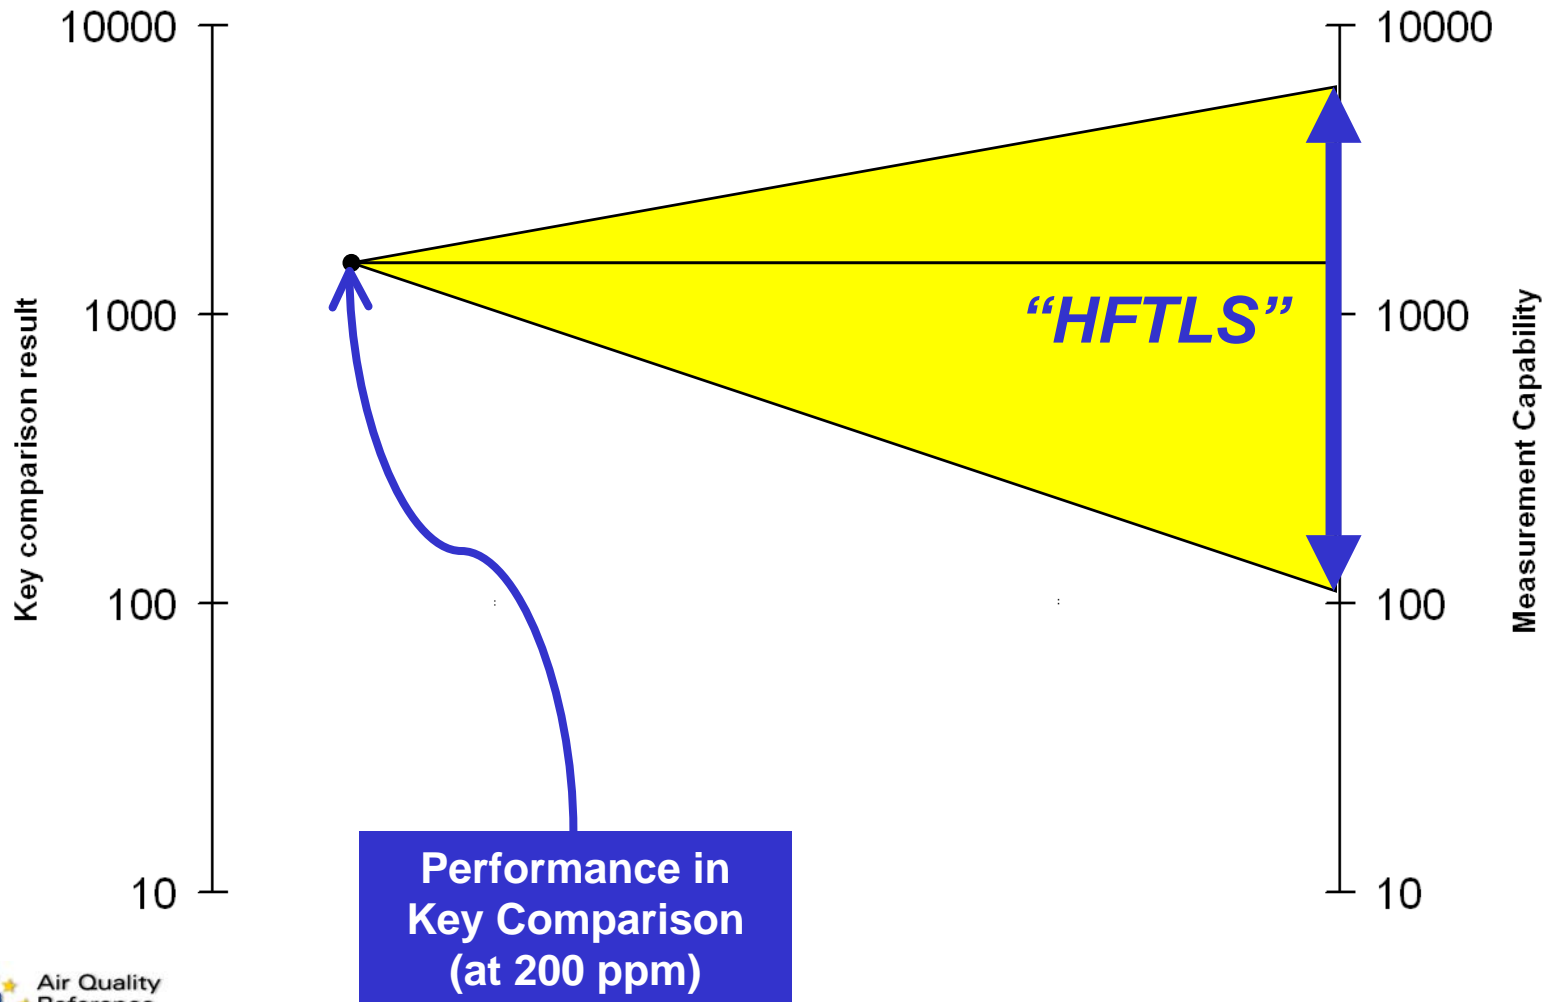 10000
10000
Key comparison result
1000
“HFTLS”
1000
Measurement Capability
100
100
10
10
Performance in
Key Comparison
(at 200 ppm)
Air Quality
Reference